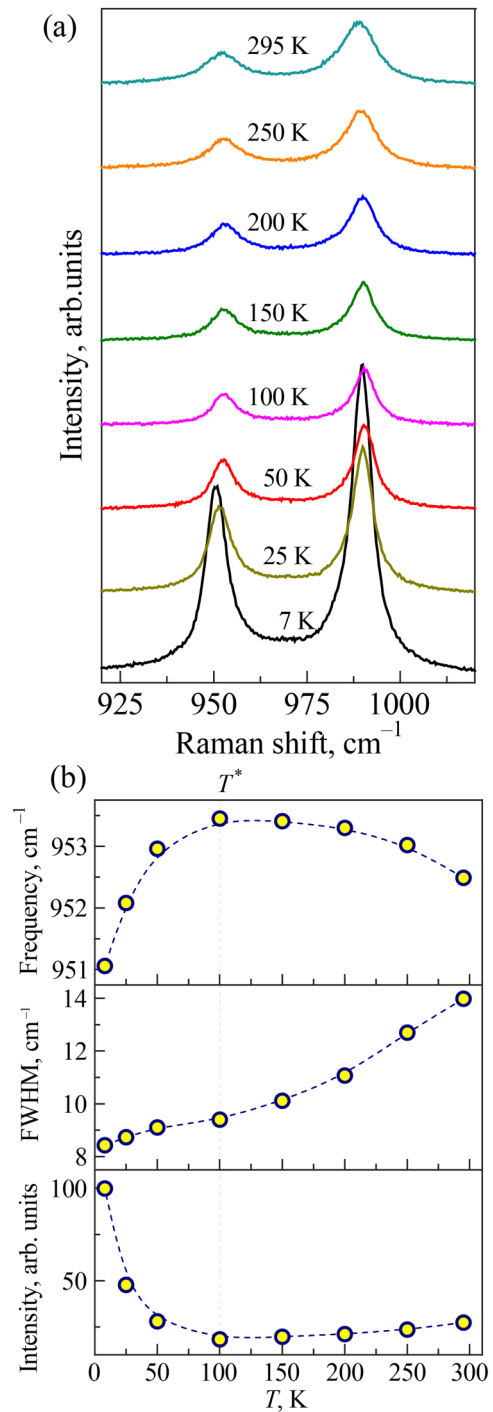 (a)
295 K
250 K
200 K
150 K
100 K
50 K
25 K
7 K
Intensity, arb.units
925 950 975 1000
Raman shift, cm⁻¹
(b)
T*
953
952
951
Frequency, cm⁻¹
14
12
10
8
FWHM, cm⁻¹
100
50
Intensity, arb. units
0 50 100 150 200 250 300
T, K